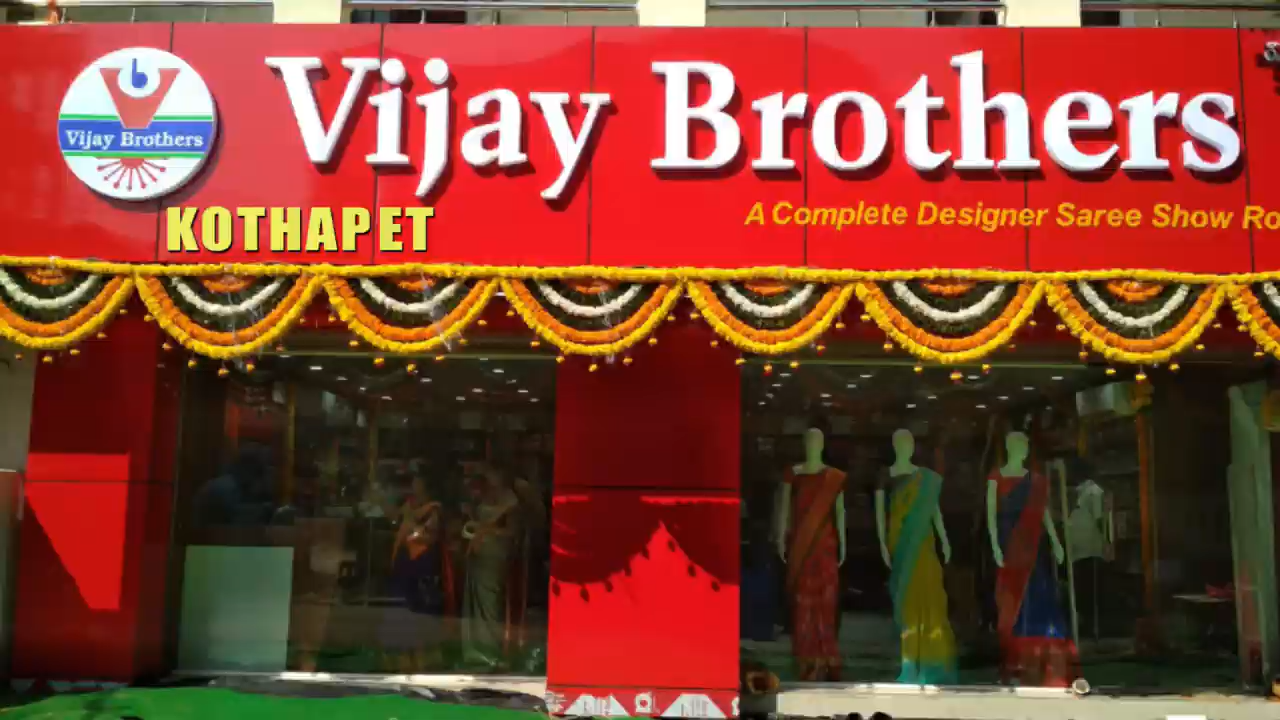 Vijay Brothers
b
Vijay Brothers
KOTHAPET
A Complete Designer Saree Show Ro